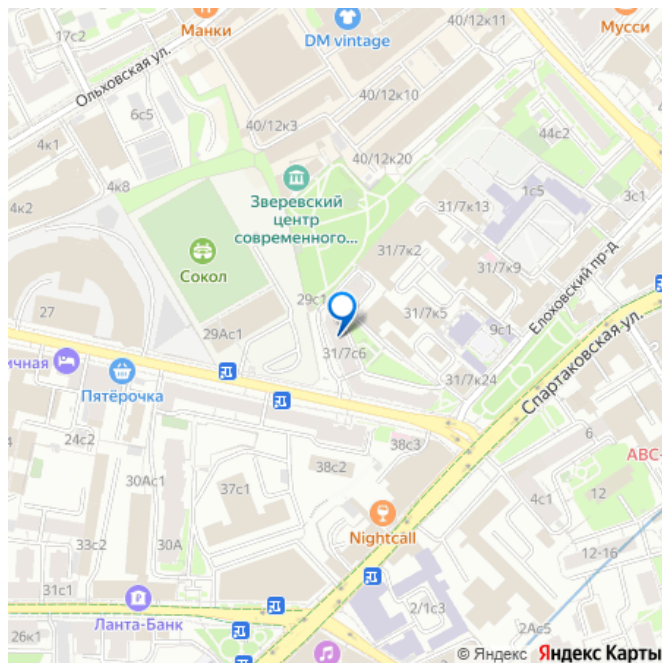 17с2
Манки
DM vintage
40/12к11
Мусси
Ольховская ул.
6с5
40/12к10
40/12к3
44с2
4к1
40/12к20
4к8
Зверевский
центр
современного...
1с5
3с1
4к2
31/7к13
Сокол
31/7к2
31/7к9
Елоховский пр-д
27
29с1
29Ас1
31/7к5
9с1
31/7с6
ичная
Пятёрочка
31/7к24
Спартаковская ул.
24с2
38с3
6
АВС-
30Ас1
38с2
37с1
4с1
12
33с2
30А
Nightcall
12-16
31с1
2/1с3
Ланта-Банк
2Ас5
26к1
© Яндекс Яндекс Карты